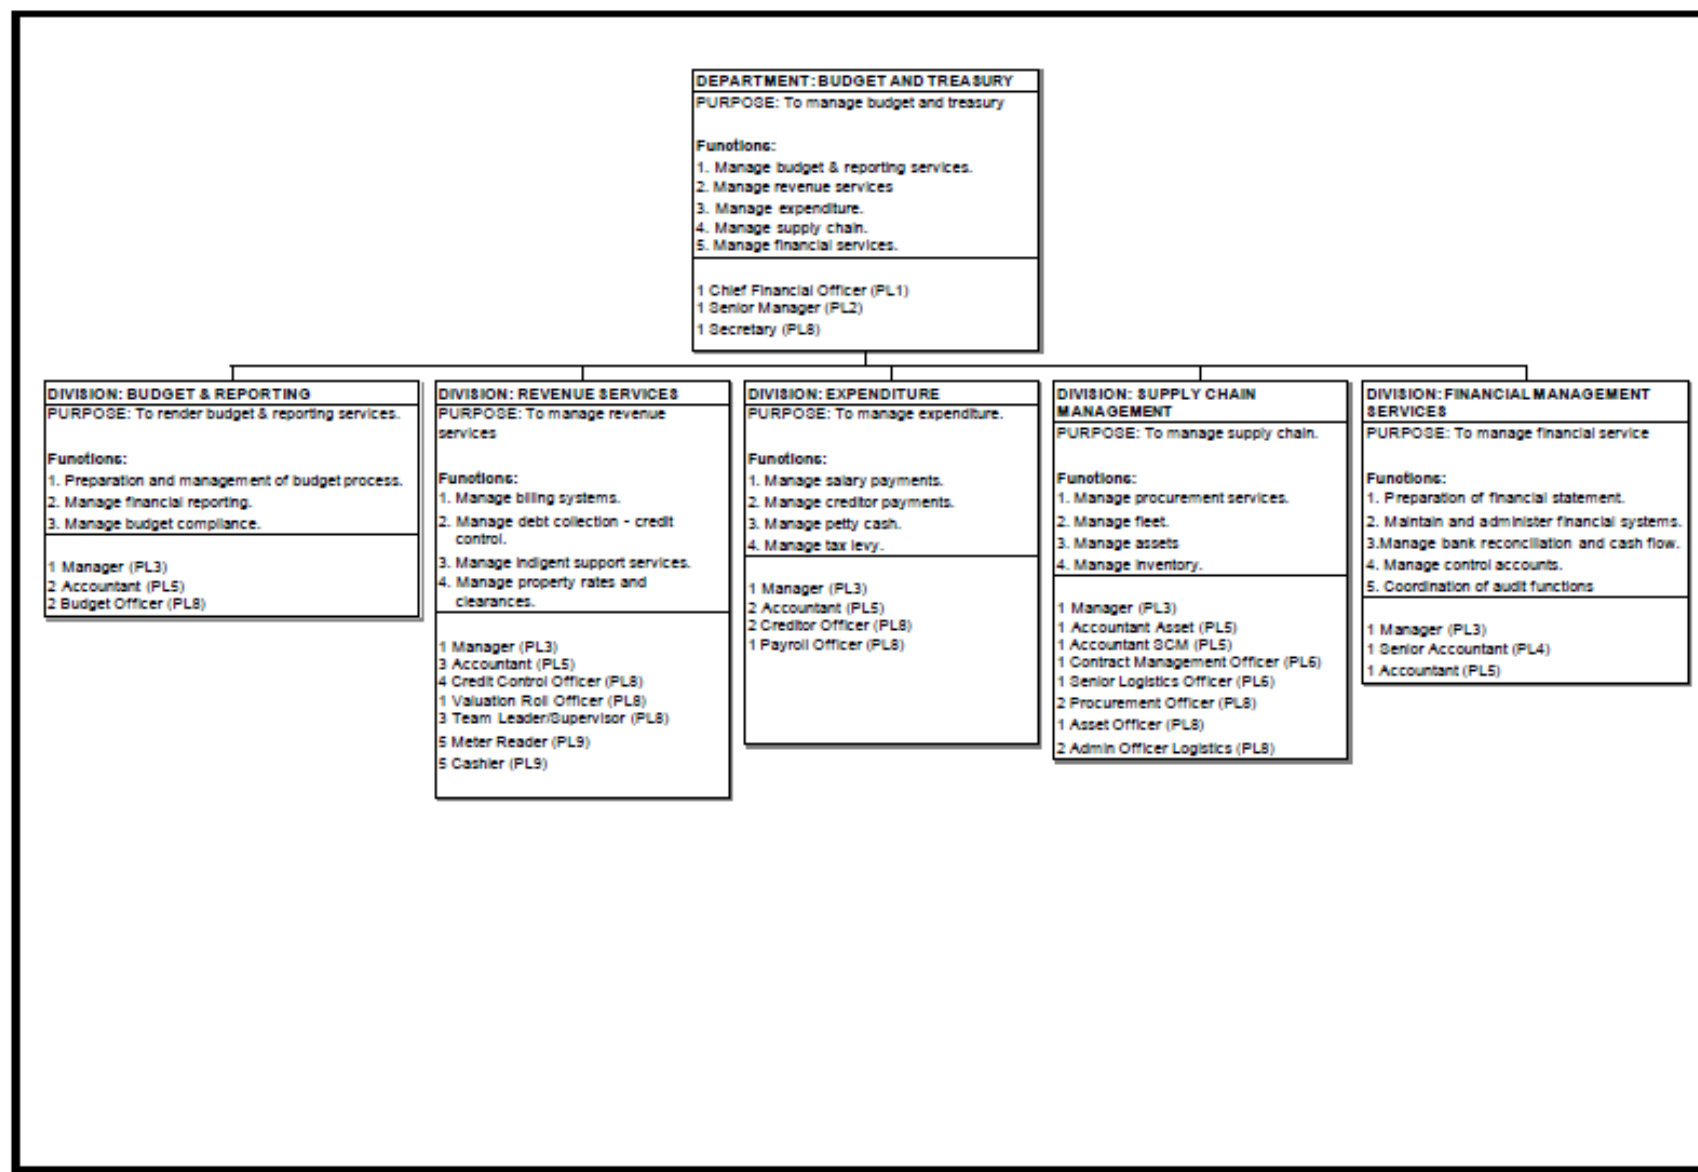 DEPARTMENT: BUDGET AND TREASURY
PURPOSE: To manage budget and treasury
Functions:
1. Manage budget & reporting services.
2. Manage revenue services
3. Manage expenditure.
4. Manage supply chain.
5. Manage financial services.
1 Chief Financial Officer (PL1)
1 Senior Manager (PL2)
1 Secretary (PL8)
DIVISION: BUDGET & REPORTING
PURPOSE: To render budget & reporting services.
Functions:
1. Preparation and management of budget process.
2. Manage financial reporting.
3. Manage budget compliance.
1 Manager (PL3)
2 Accountant (PL5)
2 Budget Officer (PL8)
DIVISION: REVENUE SERVICES
PURPOSE: To manage revenue
services
Functions:
1. Manage billing systems.
2. Manage debt collection - credit
control.
3. Manage indigent support services.
4. Manage property rates and
clearances.
1 Manager (PL3)
3 Accountant (PL5)
4 Credit Control Officer (PL8)
1 Valuation Roll Officer (PL8)
3 Team Leader/Supervisor (PL8)
5 Meter Reader (PL9)
5 Cashier (PL9)
DIVISION: EXPENDITURE
PURPOSE: To manage expenditure.
Functions:
1. Manage salary payments.
2. Manage creditor payments.
3. Manage petty cash.
4. Manage tax levy.
1 Manager (PL3)
2 Accountant (PL5)
2 Creditor Officer (PL8)
1 Payroll Officer (PL8)
DIVISION: SUPPLY CHAIN
MANAGEMENT
PURPOSE: To manage supply chain.
Functions:
1. Manage procurement services.
2. Manage fleet.
3. Manage assets
4. Manage inventory.
1 Manager (PL3)
1 Accountant Asset (PL5)
1 Accountant SCM (PL5)
1 Contract Management Officer (PL6)
1 Senior Logistics Officer (PL6)
2 Procurement Officer (PL8)
1 Asset Officer (PL8)
2 Admin Officer Logistics (PL8)
DIVISION: FINANCIAL MANAGEMENT
SERVICES
PURPOSE: To manage financial service
Functions:
1. Preparation of financial statement.
2. Maintain and administer financial systems.
3.Manage bank reconciliation and cash flow.
4. Manage control accounts.
5. Coordination of audit functions
1 Manager (PL3)
1 Senior Accountant (PL4)
1 Accountant (PL5)